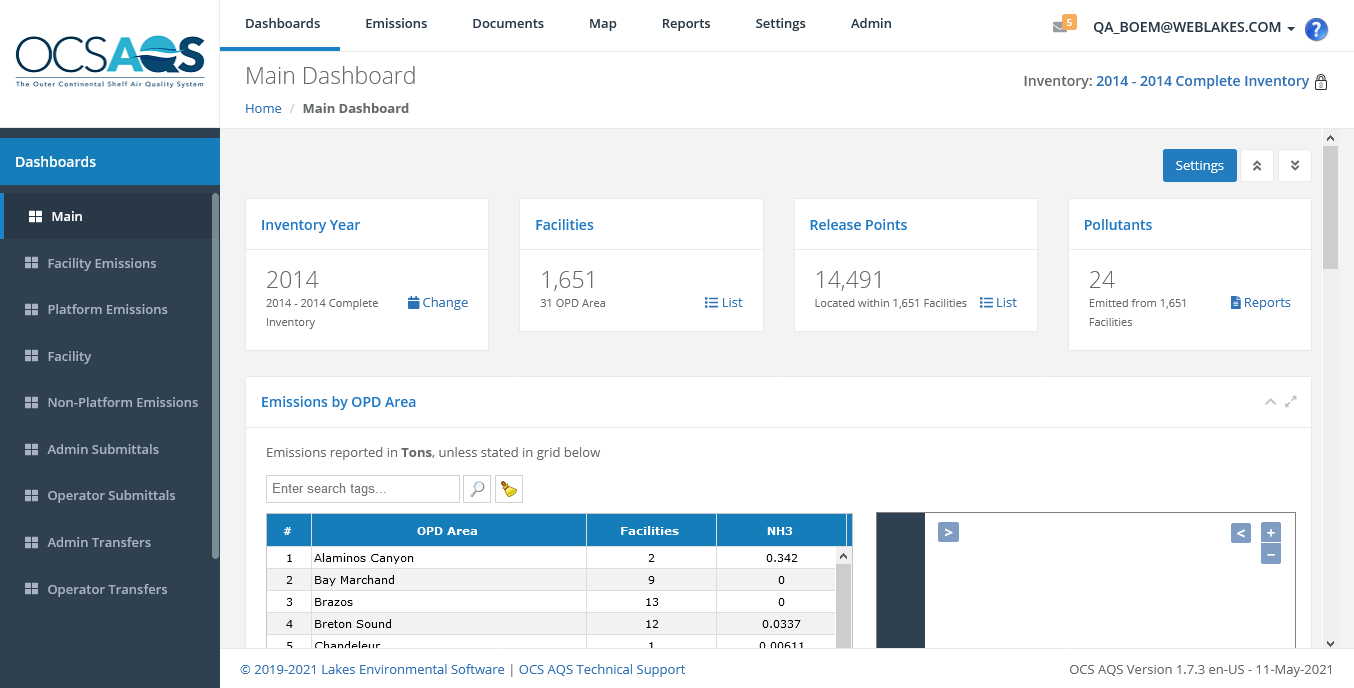 OCSAQS
The Outer Continental Shelf Air Quality System
Dashboards Emissions Documents Map Reports Settings Admin
5 QA_BOEM@WEBLAKES.COM ?
Main Dashboard
Home / Main Dashboard
Inventory: 2014 - 2014 Complete Inventory
Dashboards
Main
Facility Emissions
Platform Emissions
Facility
Non-Platform Emissions
Admin Submittals
Operator Submittals
Admin Transfers
Operator Transfers
Settings
Inventory Year
2014
2014 - 2014 Complete
Inventory
Change
Facilities
1,651
31 OPD Area
List
Release Points
14,491
Located within 1,651 Facilities
List
Pollutants
24
Emitted from 1,651
Facilities
Reports
Emissions by OPD Area
Emissions reported in Tons, unless stated in grid below
Enter search tags...
# OPD Area Facilities NH3
1 Alaminos Canyon 2 0.342
2 Bay Marchand 9 0
3 Brazos 13 0
4 Breton Sound 12 0.0337
5 Chandeleur 1 0.00611
> < +
−
© 2019-2021 Lakes Environmental Software | OCS AQS Technical Support
OCS AQS Version 1.7.3 en-US - 11-May-2021